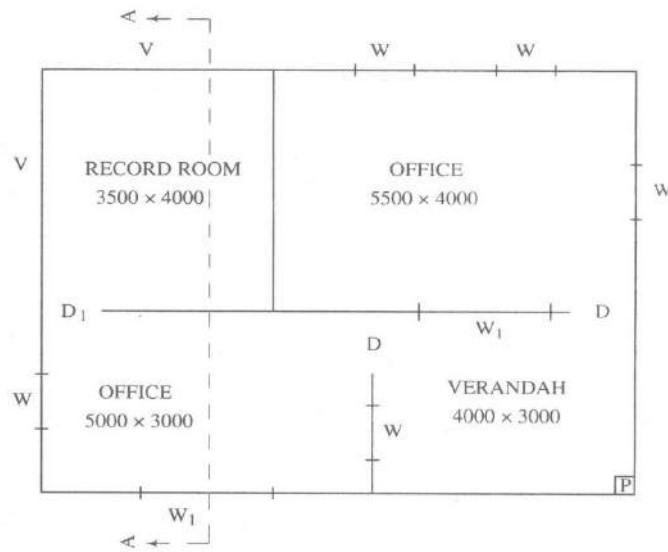 A
V
W
W
V
RECORD ROOM
3500 × 4000
OFFICE
5500 × 4000
W
D1
W1
D
D
W
OFFICE
5000 × 3000
VERANDAH
4000 × 3000
W
P
W1
A